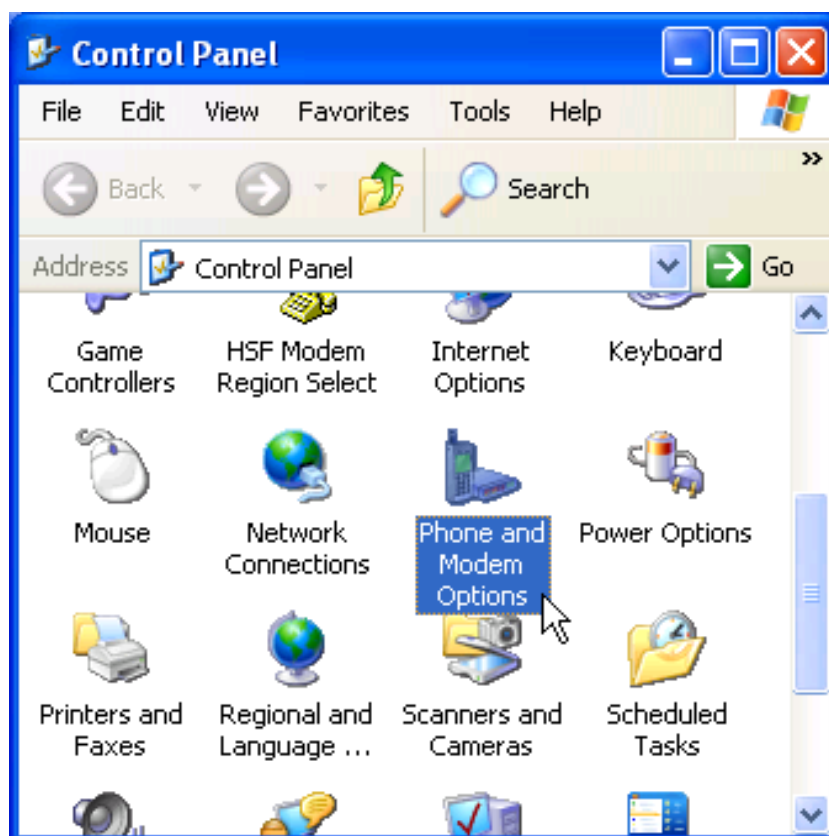 Control Panel
File Edit View Favorites Tools Help
Back Search »
Address Control Panel Go
Game Controllers
HSF Modem Region Select
Internet Options
Keyboard
Mouse
Network Connections
Phone and Modem Options
Power Options
Printers and Faxes
Regional and Language ...
Scanners and Cameras
Scheduled Tasks